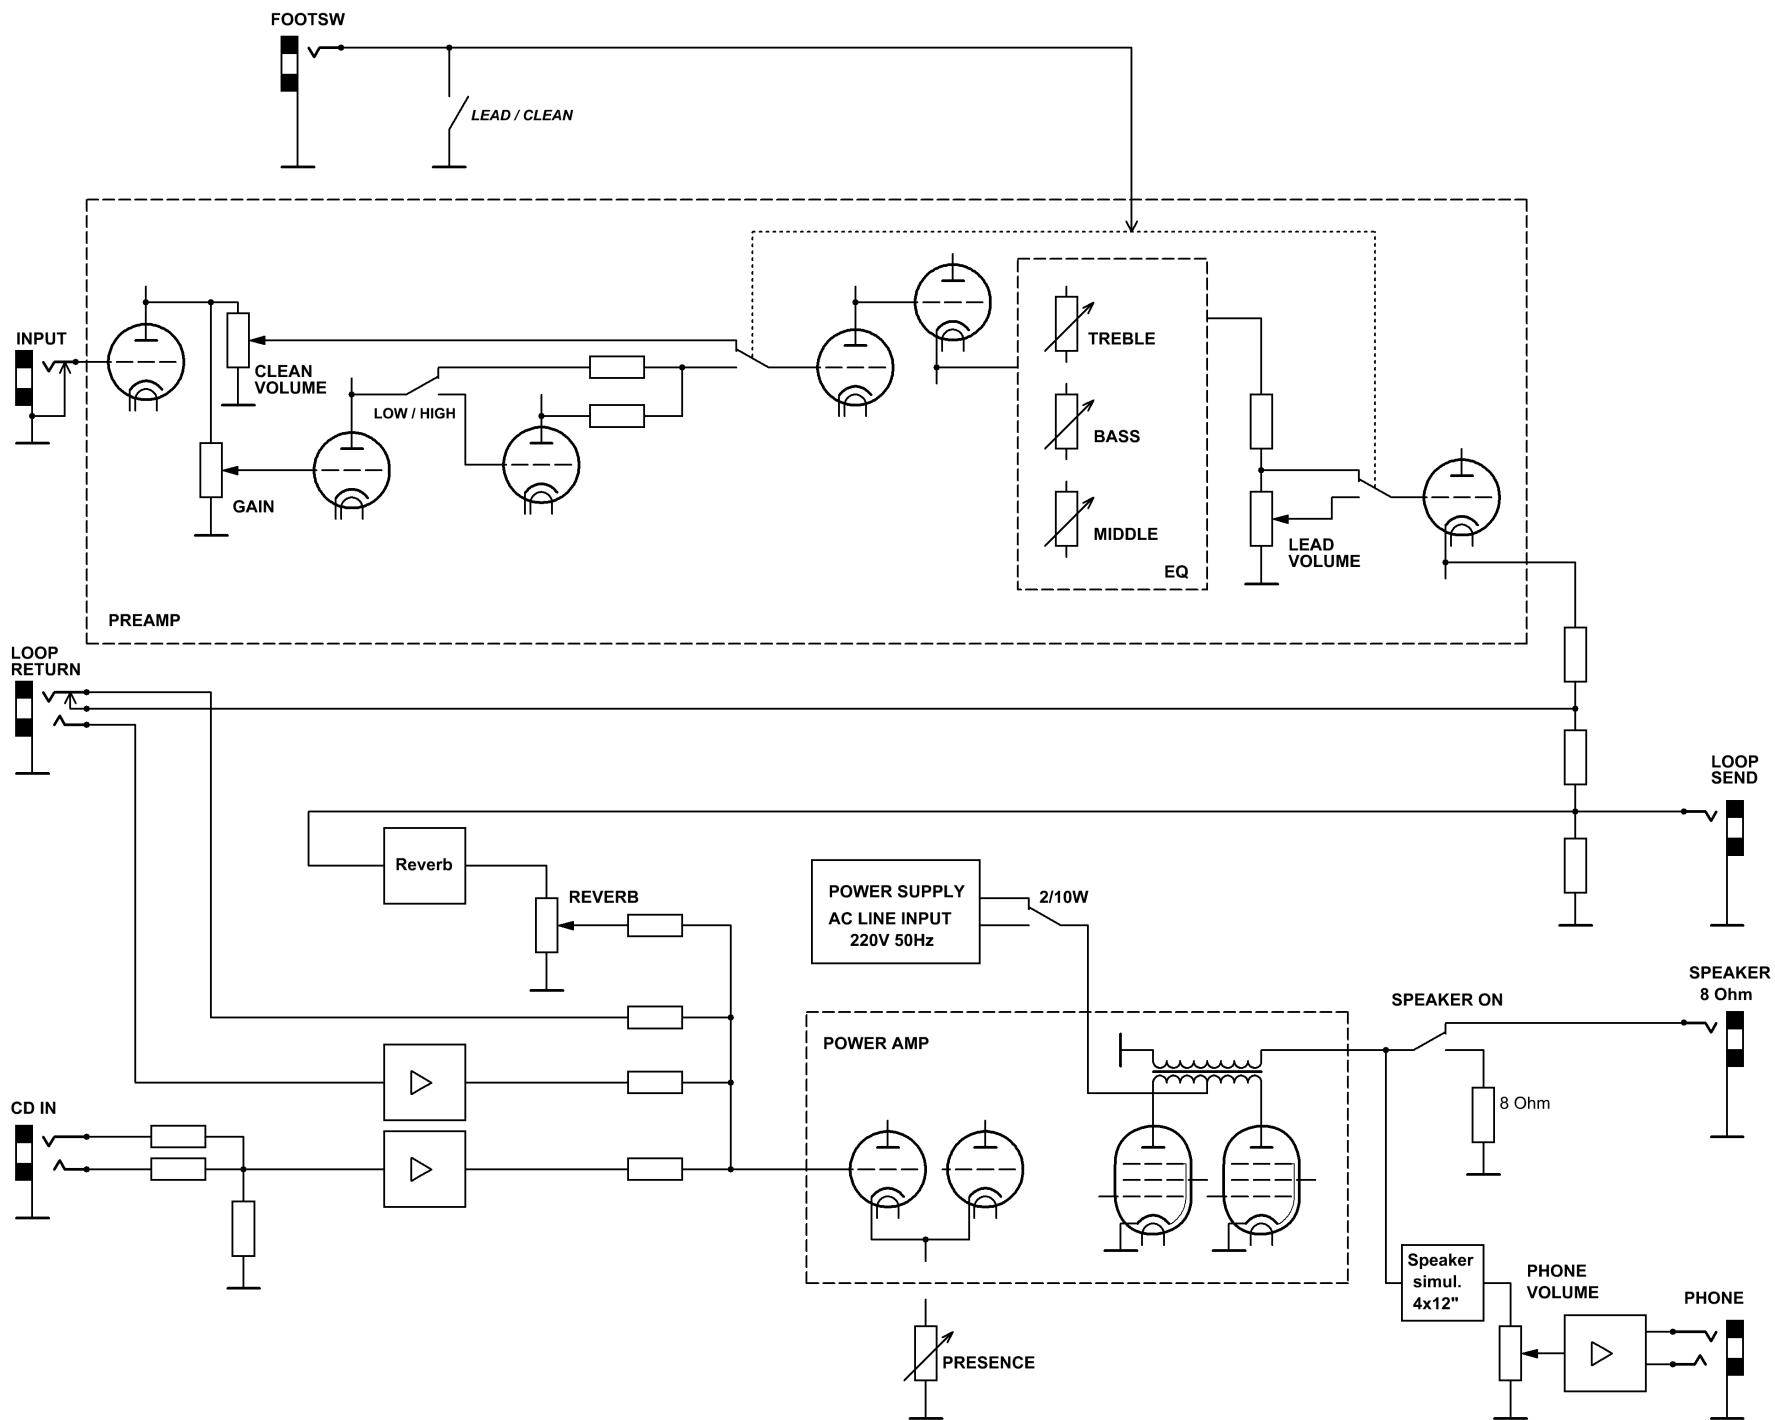 FOOTSW
LEAD / CLEAN
INPUT
CLEAN
VOLUME
LOW / HIGH
GAIN
TREBLE
BASS
MIDDLE
EQ
LEAD
VOLUME
PREAMP
LOOP
RETURN
LOOP
SEND
Reverb
REVERB
POWER SUPPLY
AC LINE INPUT
220V 50Hz
2/10W
SPEAKER
8 Ohm
SPEAKER ON
POWER AMP
8 Ohm
CD IN
Speaker
simul.
4x12"
PHONE
VOLUME
PHONE
PRESENCE